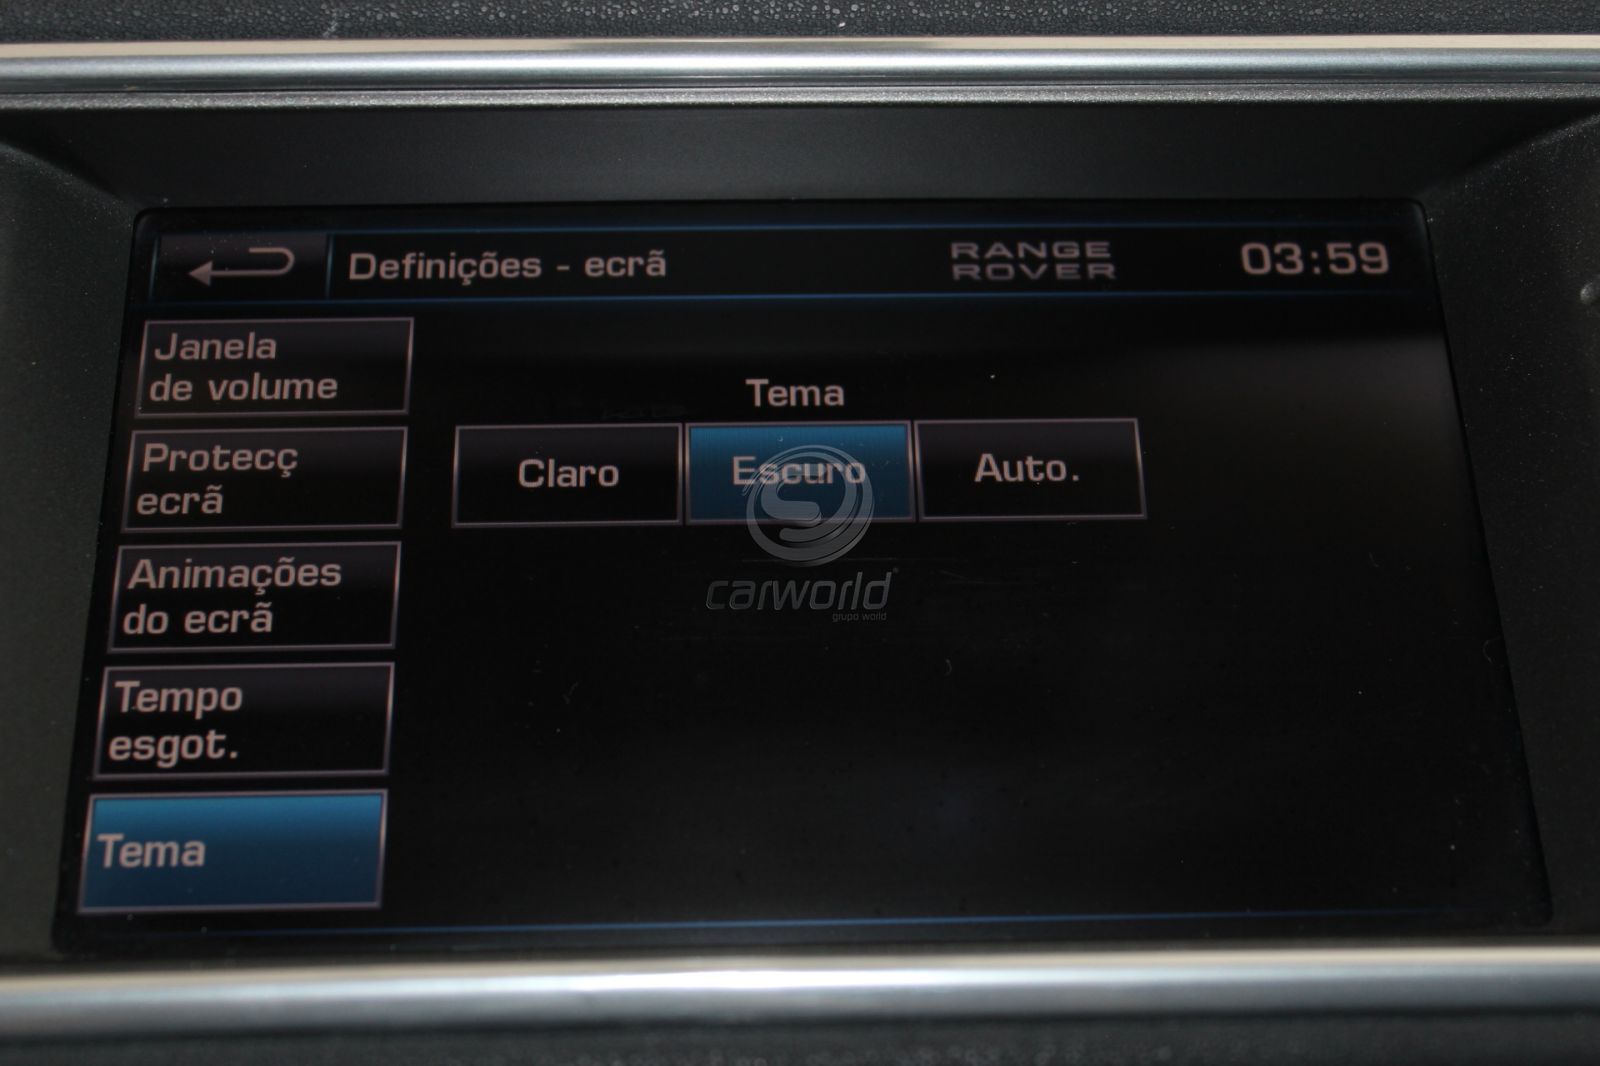 Definições - ecrã
RANGE
ROVER
03:59
Janela
de volume
Protecç
ecrã
Animações
do ecrã
Tempo
esgot.
Tema
Tema
Claro
Escuro
Auto.
carworld
grupo world